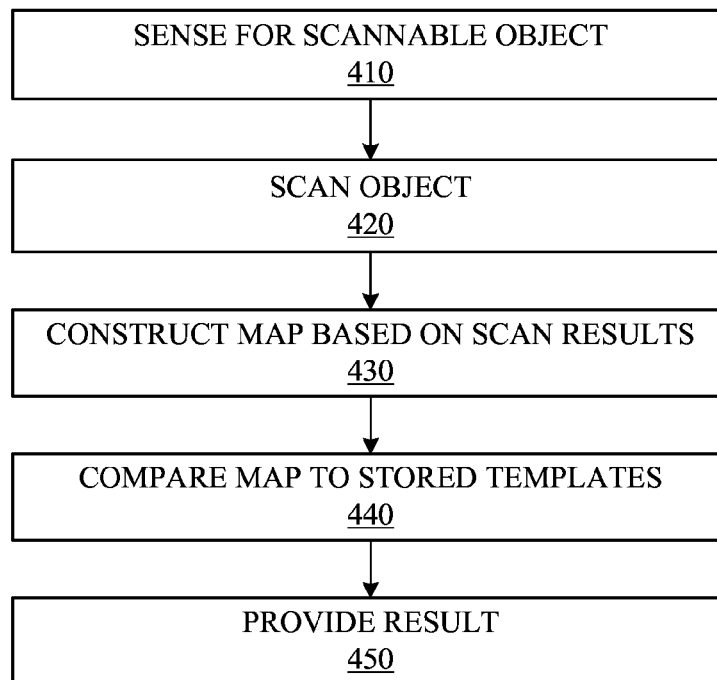 SENSE FOR SCANNABLE OBJECT
410
SCAN OBJECT
420
CONSTRUCT MAP BASED ON SCAN RESULTS
430
COMPARE MAP TO STORED TEMPLATES
440
PROVIDE RESULT
450